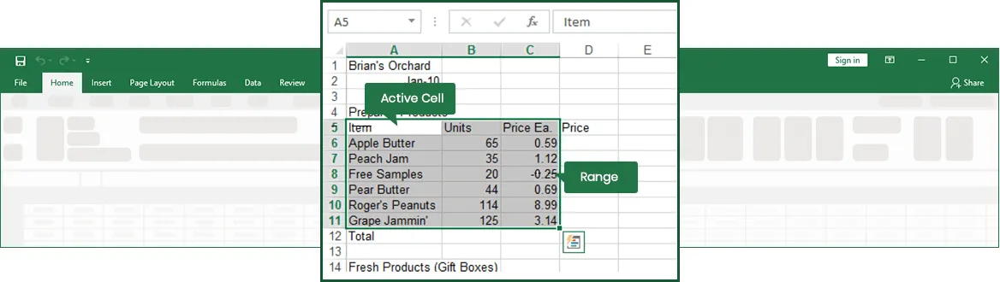 A5 fx Item
Sign in
File Home Insert Page Layout Formulas Data Review
Share
A B C D E
1 Brian's Orchard
2 Jan-10
3
Active Cell
4
5 Item Units Price Ea. Price
6 Apple Butter 65 0.59
7 Peach Jam 35 1.12
8 Free Samples 20 -0.25
Range
9 Pear Butter 44 0.69
10 Roger's Peanuts 114 8.99
11 Grape Jammin' 125 3.14
12 Total
13
14 Fresh Products (Gift Boxes)